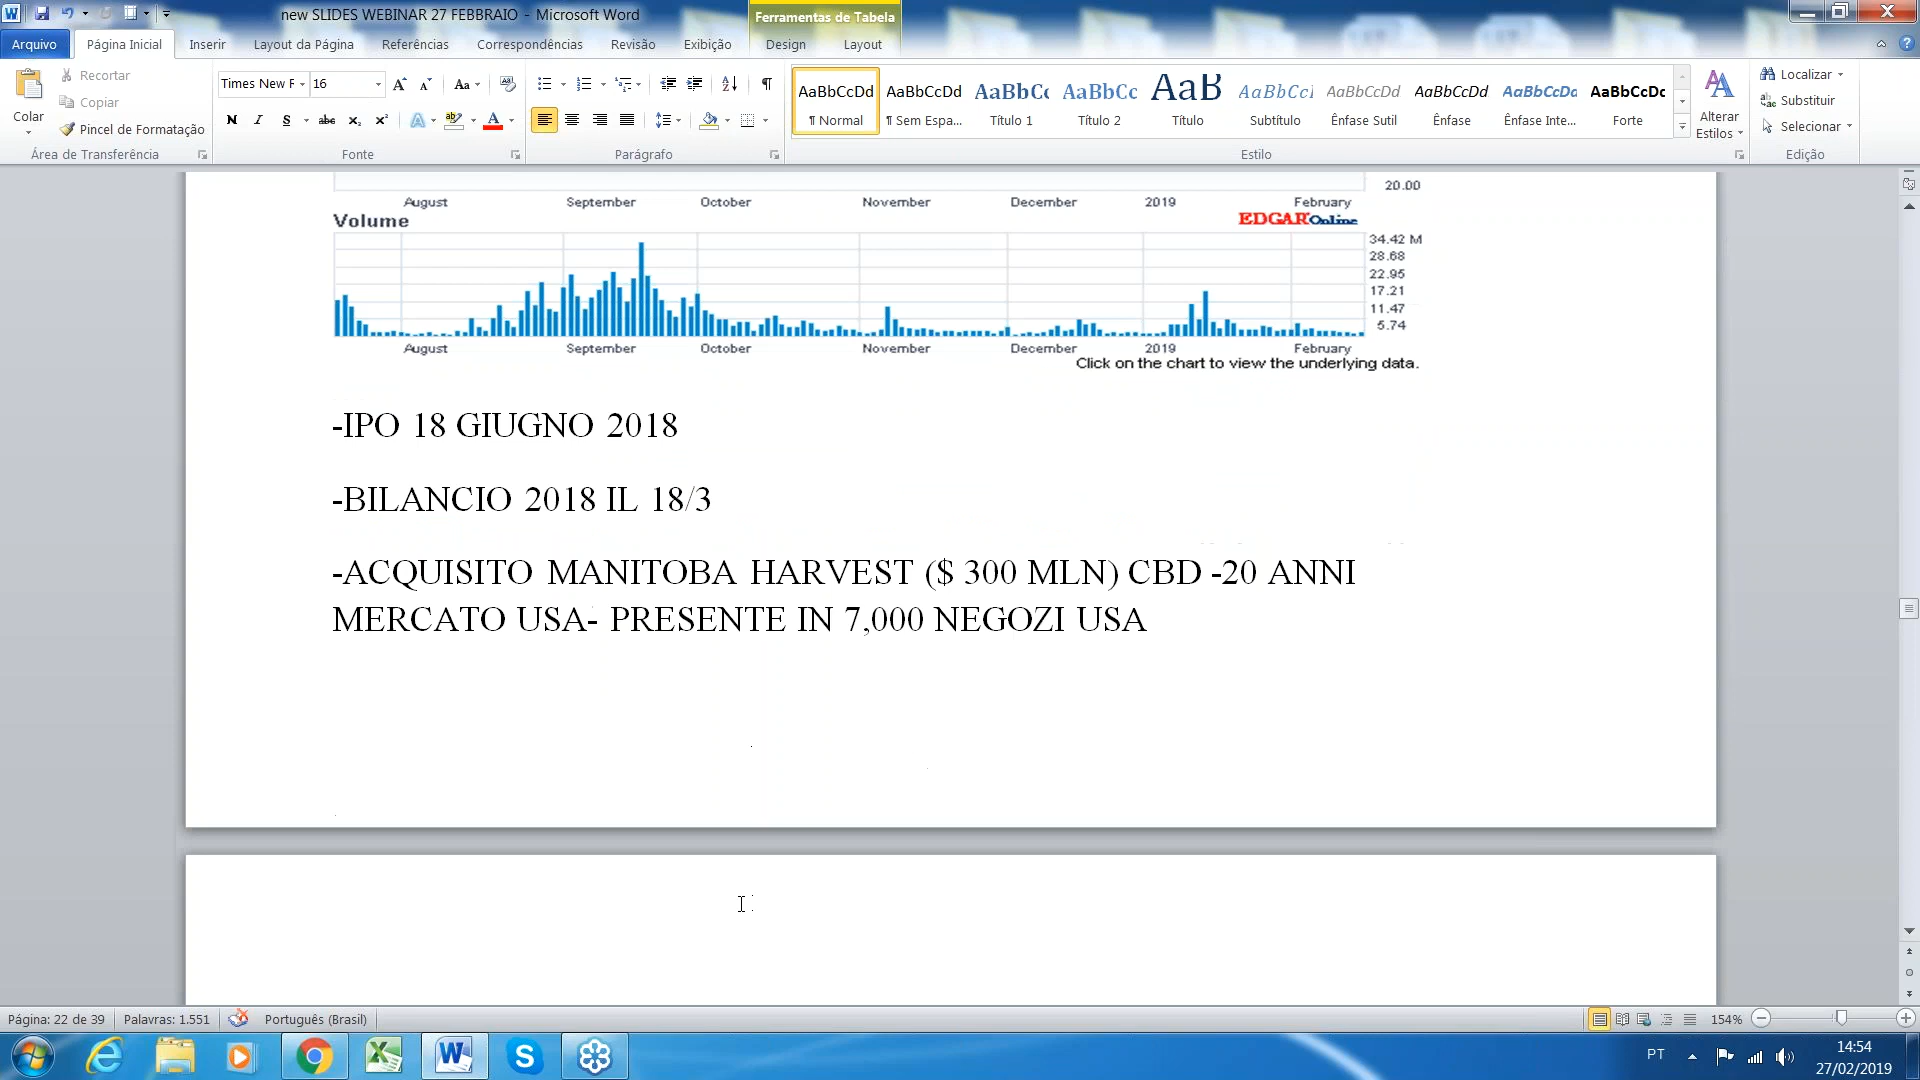 new SLIDES WEBINAR 27 FEBBRAIO - Microsoft Word
Ferramentas de Tabela
Arquivo Página Inicial Inserir Layout da Página Referências Correspondências Revisão Exibição Design Layout
Colar
Recortar
Copiar
Pincel de Formatação
Área de Transferência
Times New F 16
Fonte
Parágrafo
AaBbCcDd AaBbCcDd AaBbCc AaBbCc AaB AaBbCcI AaBbCcDd AaBbCcDd AaBbCcDd AaBbCcDc
¶ Normal ¶ Sem Espa... Título 1 Título 2 Título Subtítulo Ênfase Sutil Ênfase Ênfase Inte... Forte
Estilo
Alterar
Estilos
Localizar
Substituir
Selecionar
Edição
20.00
August September October November December 2019 February
Volume
EDGAR Online
34.42 M
28.68
22.95
17.21
11.47
5.74
August September October November December 2019 February
Click on the chart to view the underlying data.
-IPO 18 GIUGNO 2018
-BILANCIO 2018 IL 18/3
-ACQUISITO MANITOBA HARVEST ($ 300 MLN) CBD -20 ANNI
MERCATO USA- PRESENTE IN 7,000 NEGOZI USA
Página: 22 de 39 Palavras: 1.551 Português (Brasil) 154%
PT
14:54
27/02/2019